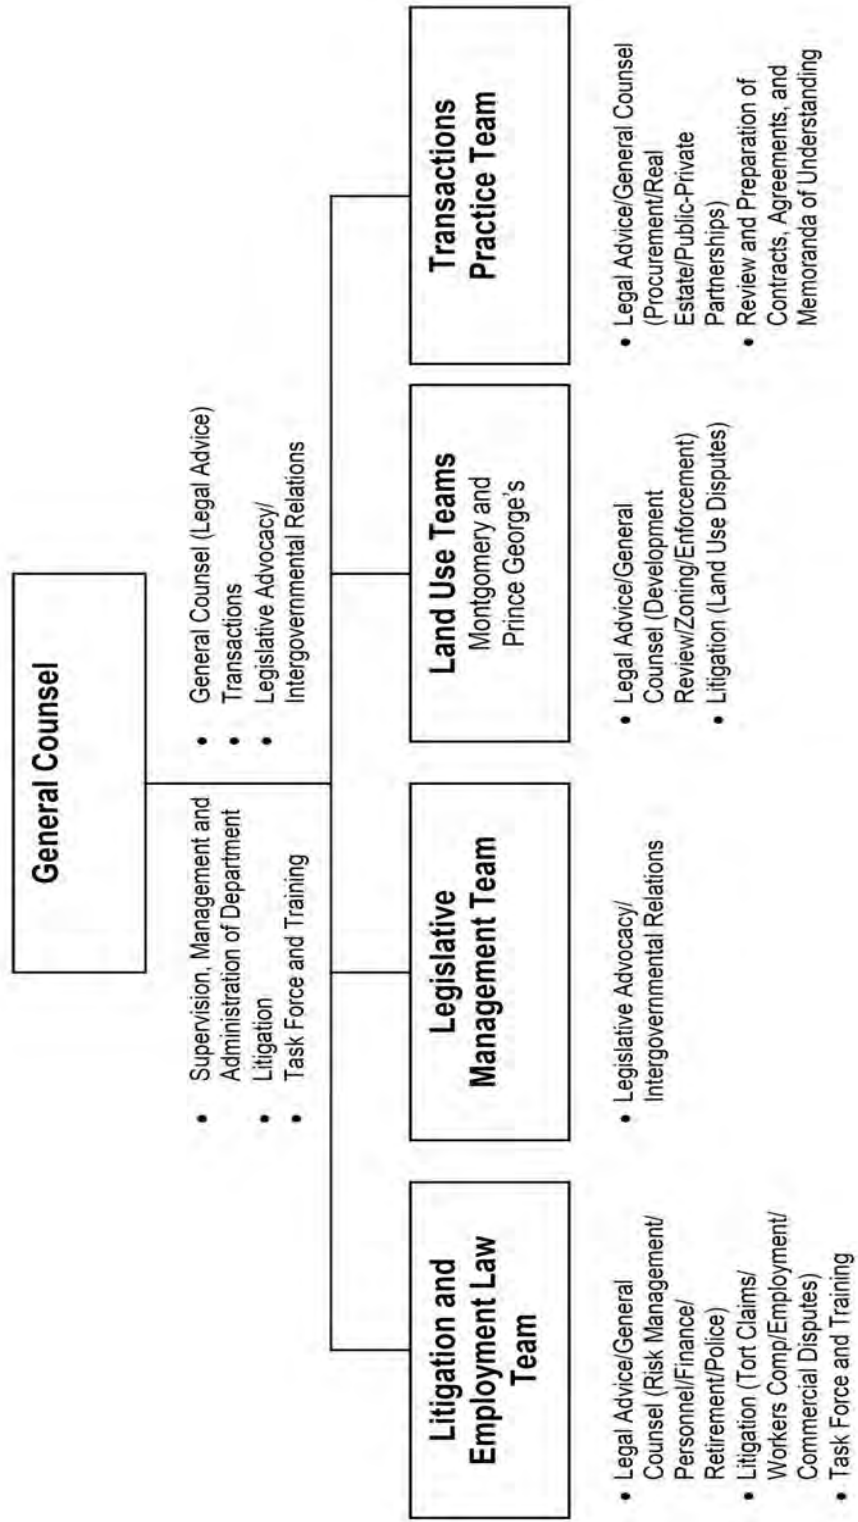 General Counsel
• Supervision, Management and
Administration of Department
• Litigation
• Task Force and Training
• General Counsel (Legal Advice)
• Transactions
• Legislative Advocacy/
Intergovernmental Relations
Litigation and
Employment Law
Team
• Legal Advice/General
Counsel (Risk Management/
Personnel/Finance/
Retirement/Police)
• Litigation (Tort Claims/
Workers Comp/Employment/
Commercial Disputes)
• Task Force and Training
Legislative
Management Team
• Legislative Advocacy/
Intergovernmental Relations
Land Use Teams
Montgomery and
Prince George's
• Legal Advice/General
Counsel (Development
Review/Zoning/Enforcement)
• Litigation (Land Use Disputes)
Transactions
Practice Team
• Legal Advice/General Counsel
(Procurement/Real
Estate/Public-Private
Partnerships)
• Review and Preparation of
Contracts, Agreements, and
Memoranda of Understanding